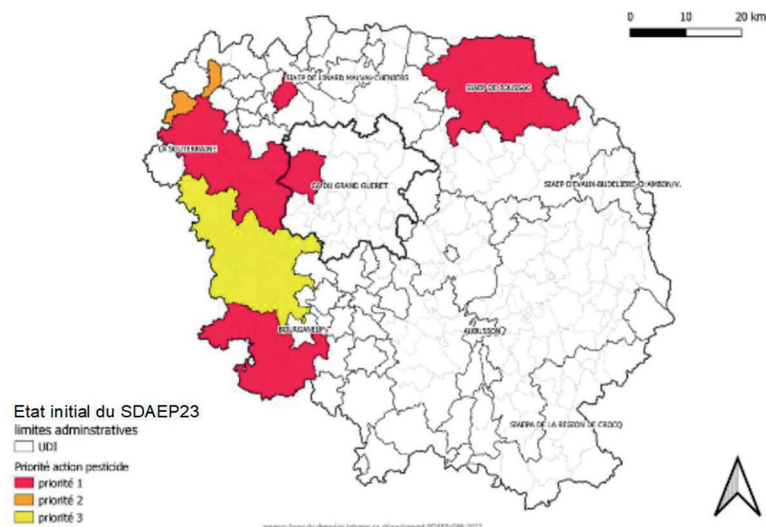 0 10 20 km
SIAEP DE LINARD MALVAL-CHENIERS
SIAEP DE BOUSSAC
LA SOUTERRAINE
CA DU GRAND GUERET
SIAEP D'EVAUX-BUDELIERE-CHAMBON/V.
BOURGANEUF
AUBUSSON
SIAEPA DE LA REGION DE CROCQ
Etat initial du SDAEP23
limites adminstratives
UDI
Priorité action pesticide
priorité 1
priorité 2
priorité 3